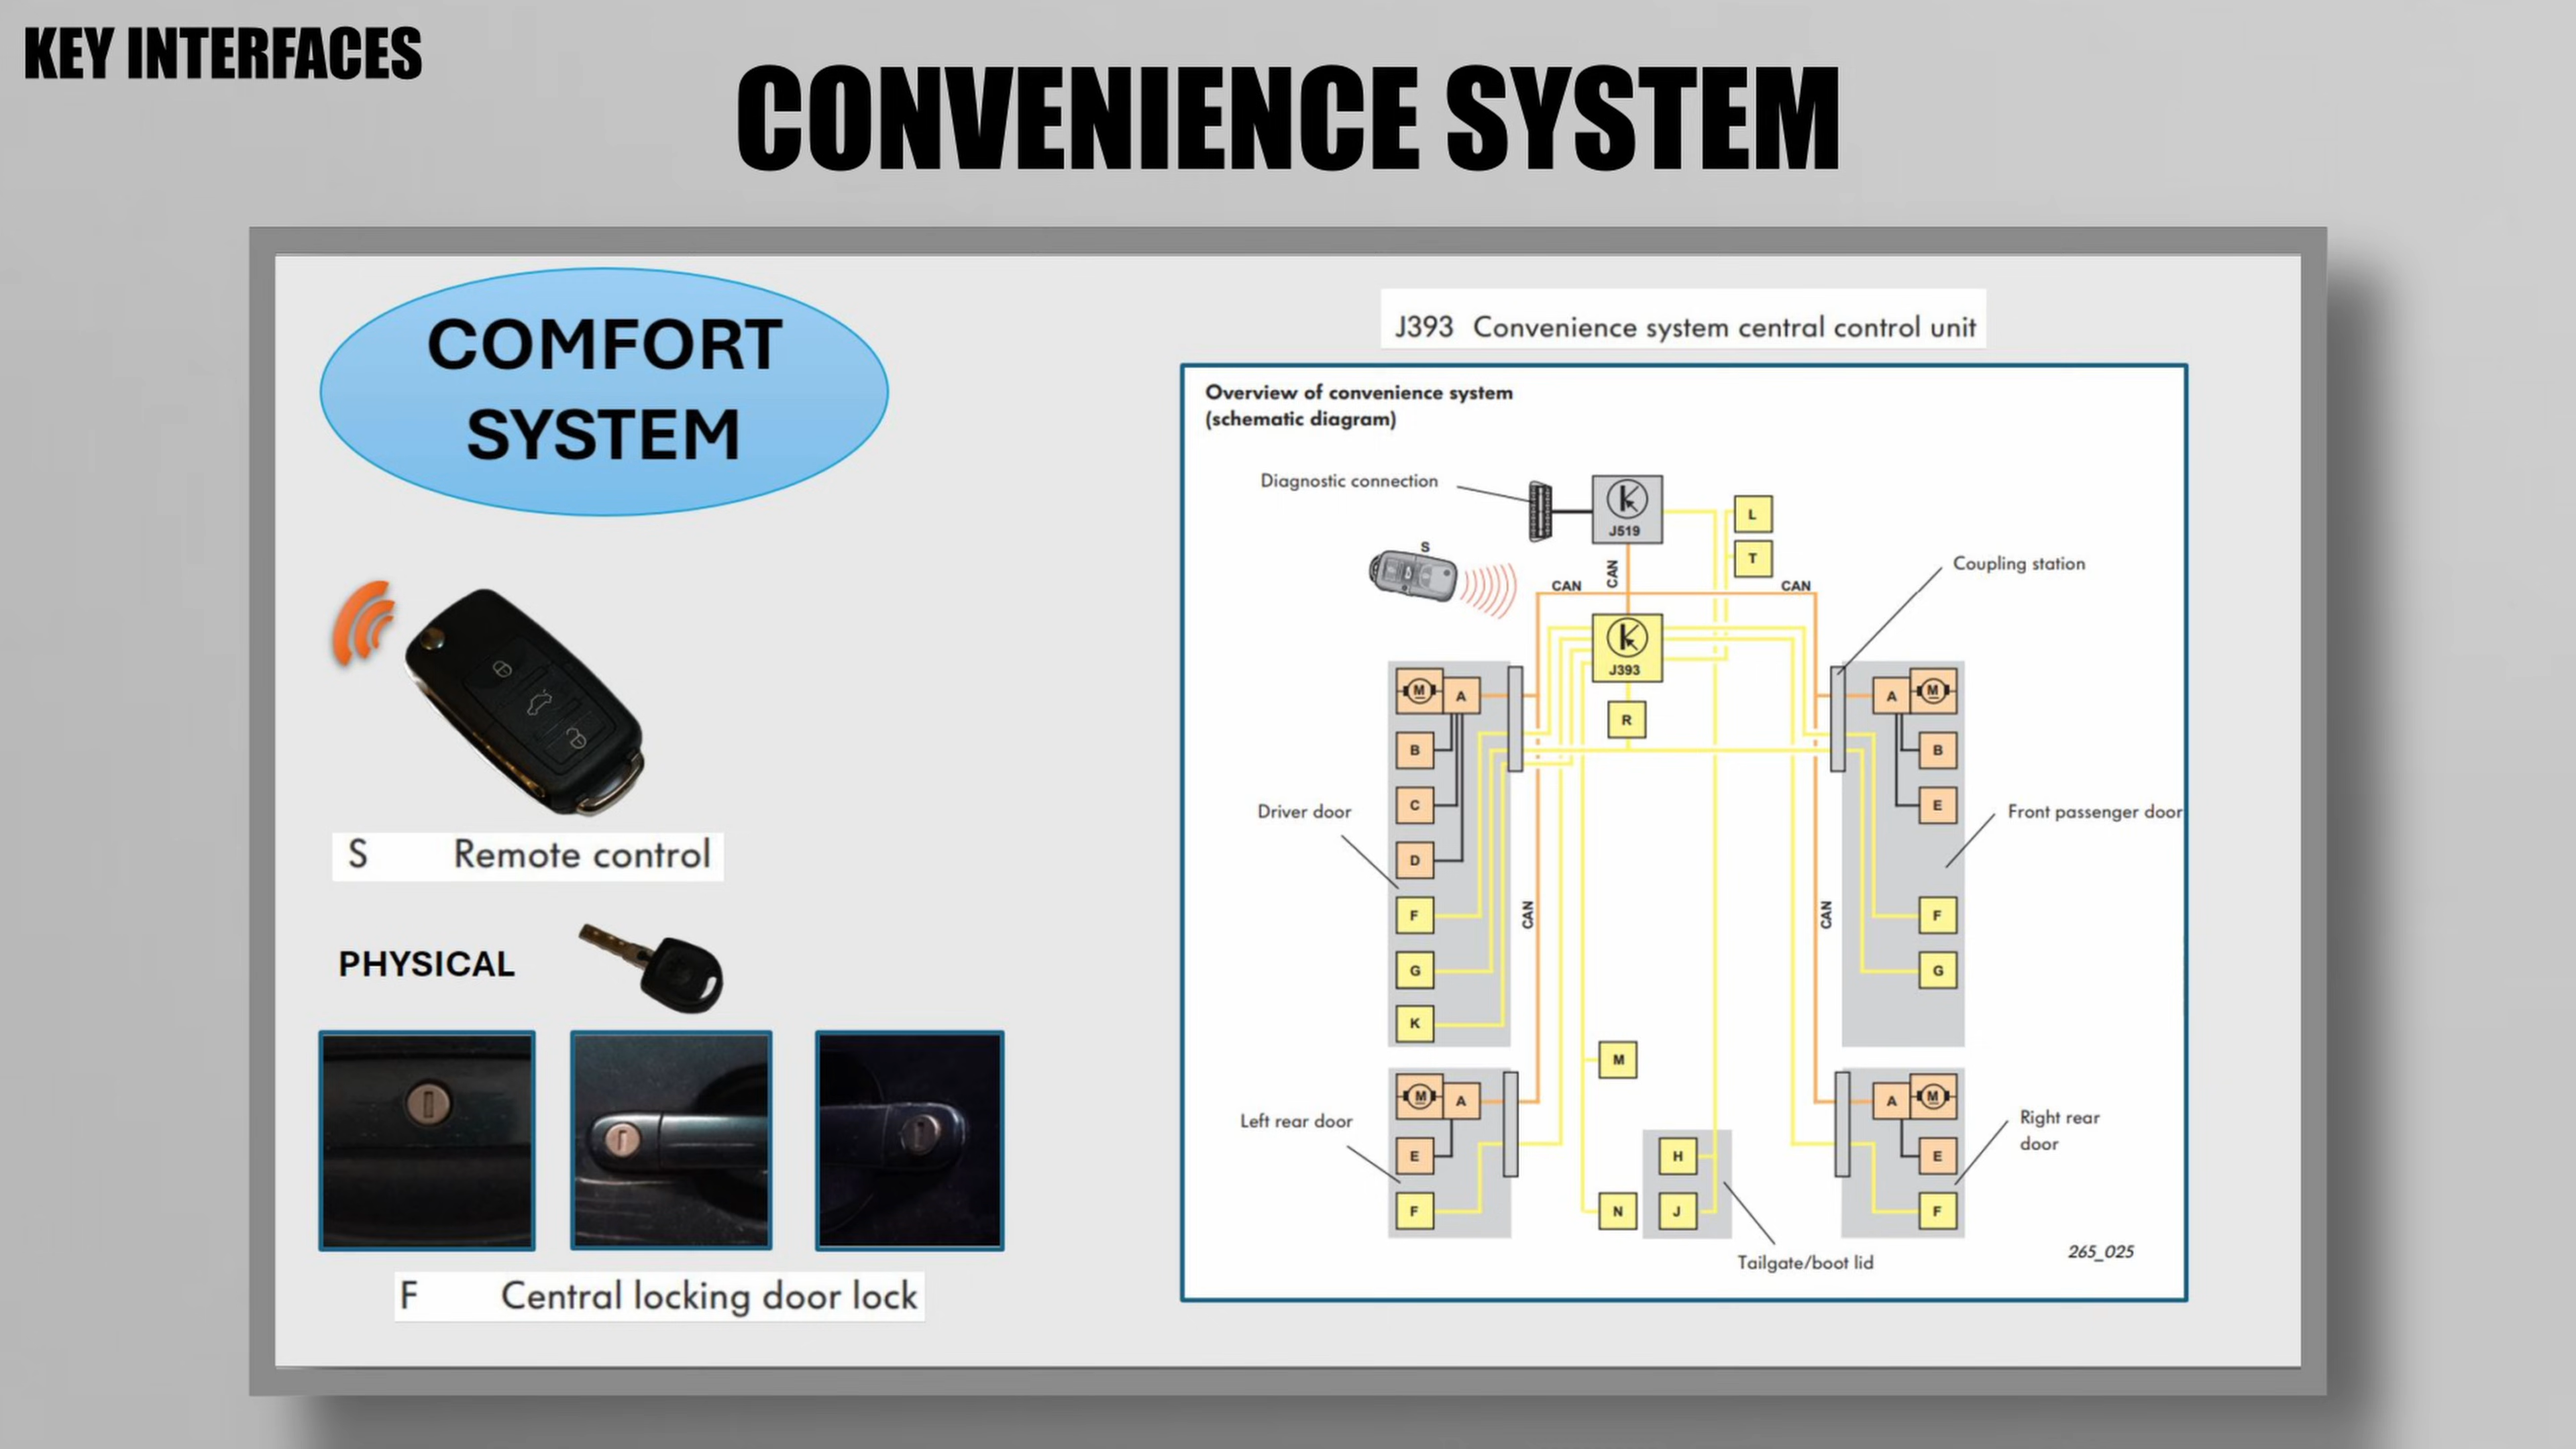 KEY INTERFACES
CONVENIENCE SYSTEM
COMFORT
SYSTEM
S Remote control
PHYSICAL
F Central locking door lock
J393 Convenience system central control unit
Overview of convenience system
(schematic diagram)
Diagnostic connection
J519
L
T
S
CAN
CAN
CAN
Coupling station
J393
R
M A
B
C
D
F
G
K
Driver door
CAN
A M
B
E
F
G
Front passenger door
CAN
M A
E
F
Left rear door
M
N
H
J
Tailgate/boot lid
A M
E
F
Right rear
door
265_025